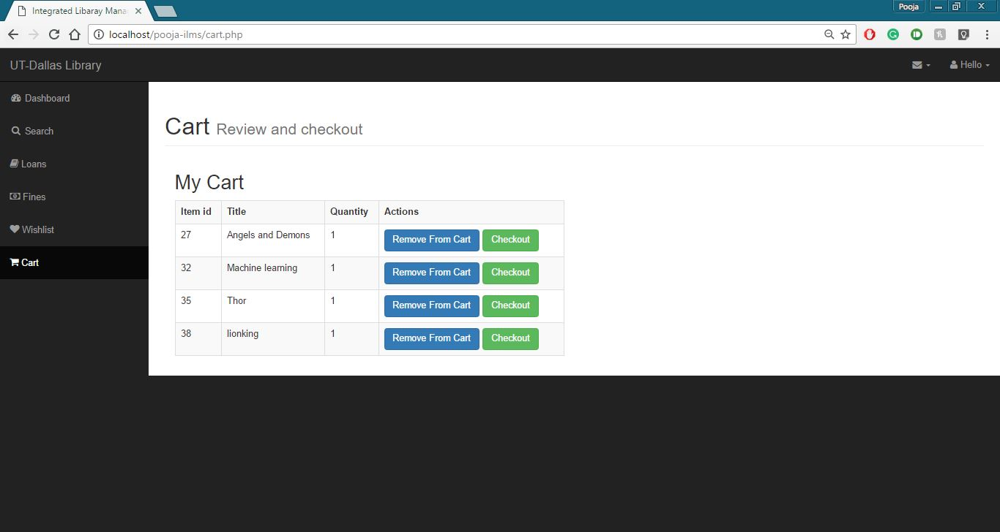 Integrated Libaray Mana
Pooja
localhost/pooja-ilms/cart.php
UT-Dallas Library
Hello
Dashboard
Search
Loans
Fines
Wishlist
Cart
Cart Review and checkout
My Cart
Item id Title Quantity Actions
27 Angels and Demons 1 Remove From Cart Checkout
32 Machine learning 1 Remove From Cart Checkout
35 Thor 1 Remove From Cart Checkout
38 lionking 1 Remove From Cart Checkout